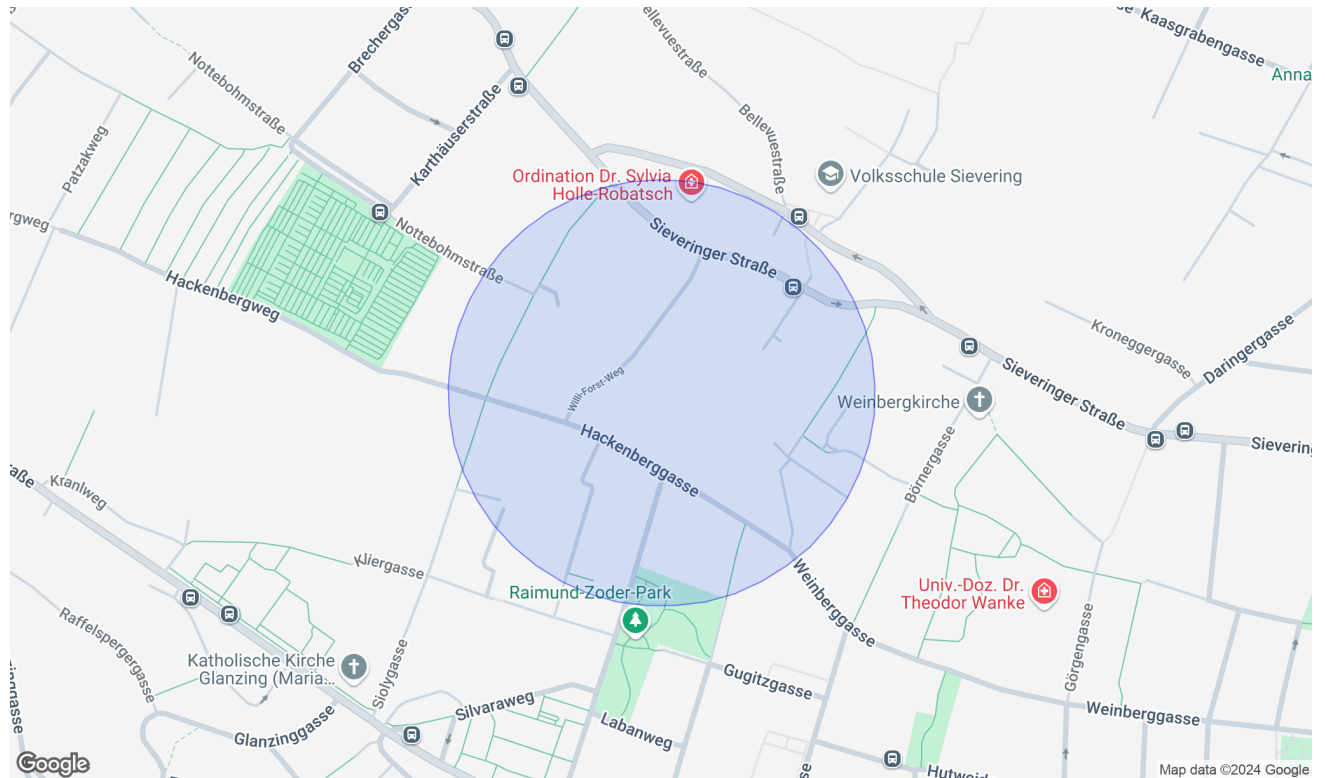 Brechergas
Bellevuestraße
sse
Kaasgrabengasse
Anna
Nottebohmstraße
Bellevuestraße
Karthäuserstraße
Patzakweg
Ordination Dr. Sylvia
Holle-Robatsch
Volksschule Sievering
rgweg
Nottebohmstraße
Sieveringer Straße
Hackenbergweg
Kroneggergasse
Daringergasse
Sieveringer Straße
Willi-Forst-Weg
Weinbergkirche
Hackenberggasse
Sievering
Börnergasse
aße
Kranlweg
Kliergasse
Weinberggasse
Raimund-Zoder-Park
Univ.-Doz. Dr.
Theodor Wanke
Raffelspergergasse
Katholische Kirche
Glanzing (Maria...
Siolygasse
Görgengasse
Gugitzgasse
Silvaraweg
Weinberggasse
Glanzinggasse
Labanweg
Hutweid
Google
Map data ©2024 Google